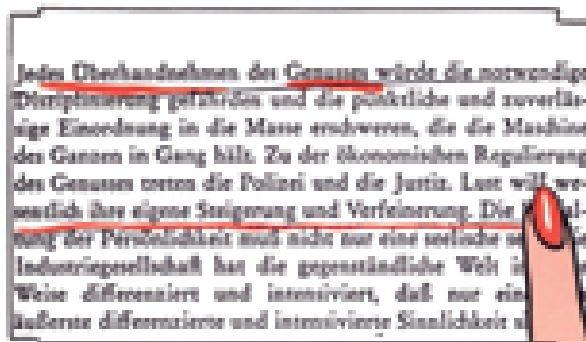 Jedes Überhandnehmen des Genusses würde die notwendige
Disziplinierung gefährden und die pünktliche und zuverläs-
sige Einordnung in die Masse erschweren, die die Maschine
des Ganzen in Gang hält. Zu der ökonomischen Regulierung
des Genusses treten die Polizei und die Justiz. Lust will we-
sentlich ihre eigene Steigerung und Verfeinerung. Die
tung der Persönlichkeit muß nicht nur eine seelische
Industriegesellschaft hat die gegenständliche Welt
Weise differenziert und intensiviert, daß nur
äußerste differenzierte und intensivierte Sinnlichkeit